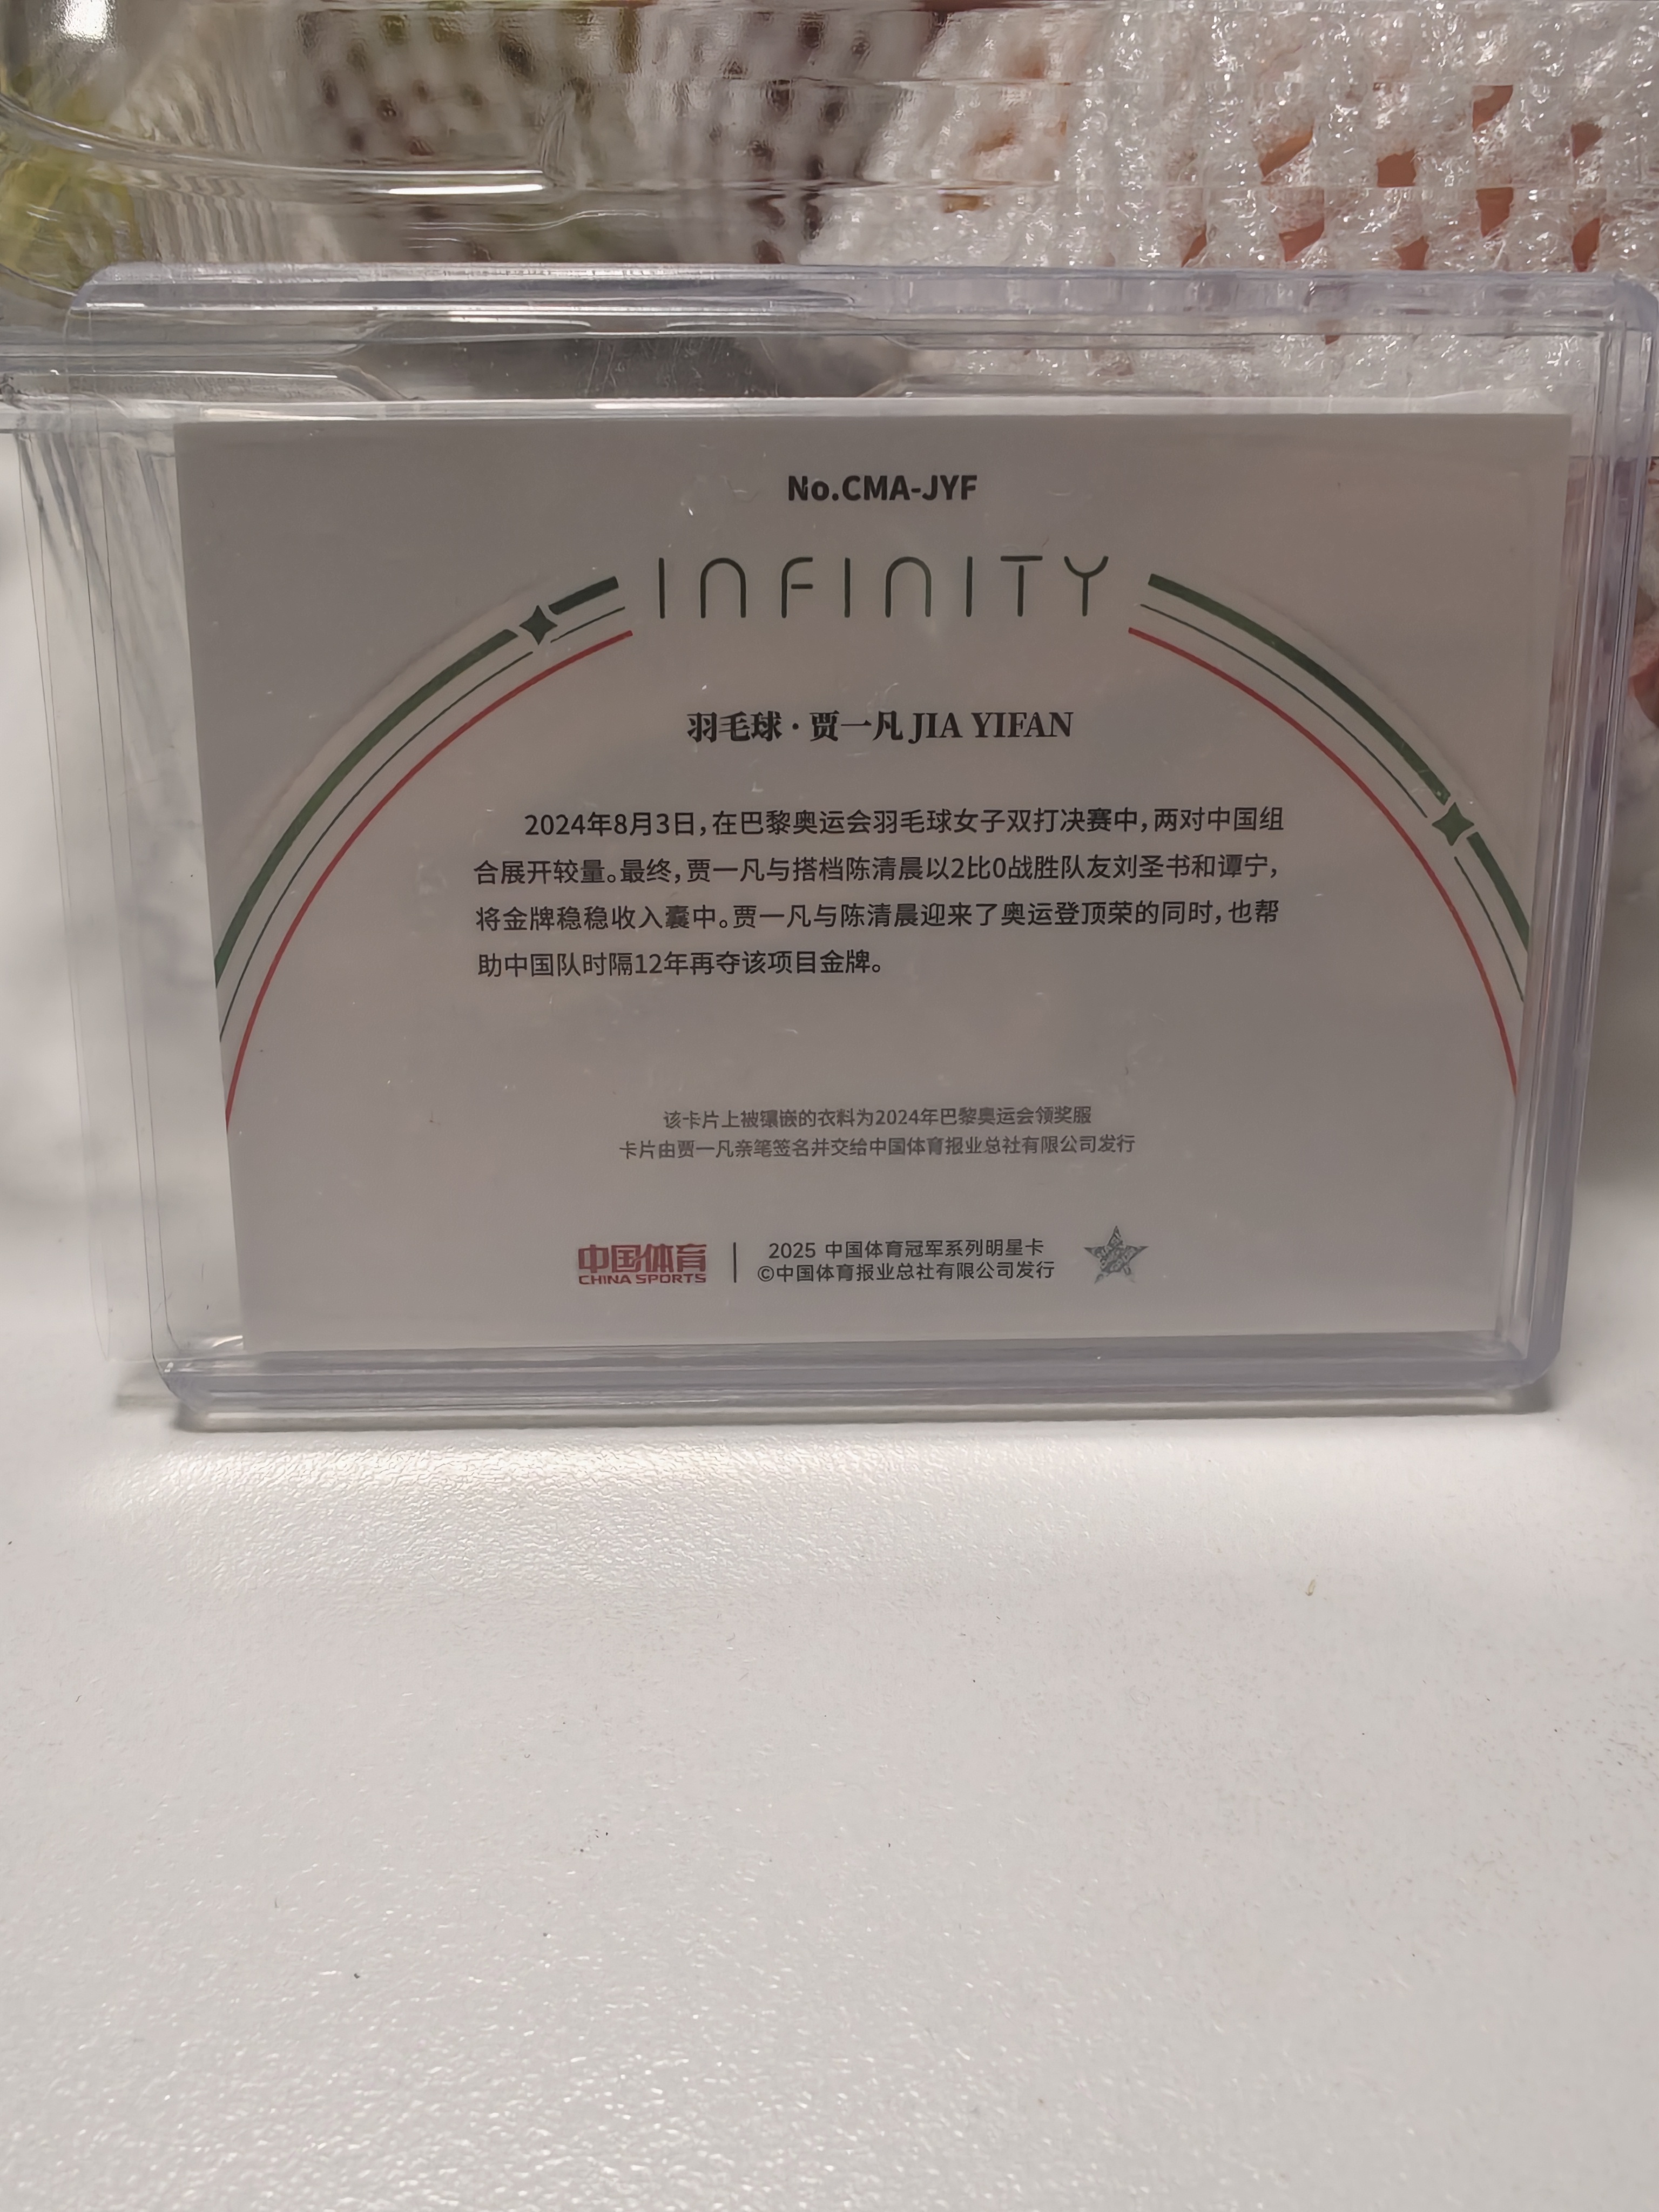 No.CMA-JYF
INFINITY
羽毛球·贾一凡 JIA YIFAN
2024年8月3日，在巴黎奥运会羽毛球女子双打决赛中，两对中国组
合展开较量。最终，贾一凡与搭档陈清晨以2比0战胜队友刘圣书和谭宁，
将金牌稳稳收入囊中。贾一凡与陈清晨迎来了奥运登顶荣的同时，也帮
助中国队时隔12年再夺该项目金牌。
该卡片上被镶嵌的衣料为2024年巴黎奥运会领奖服
卡片由贾一凡亲笔签名并交给中国体育报业总社有限公司发行
中国体育
CHINA SPORTS
2025 中国体育冠军系列明星卡
©中国体育报业总社有限公司发行